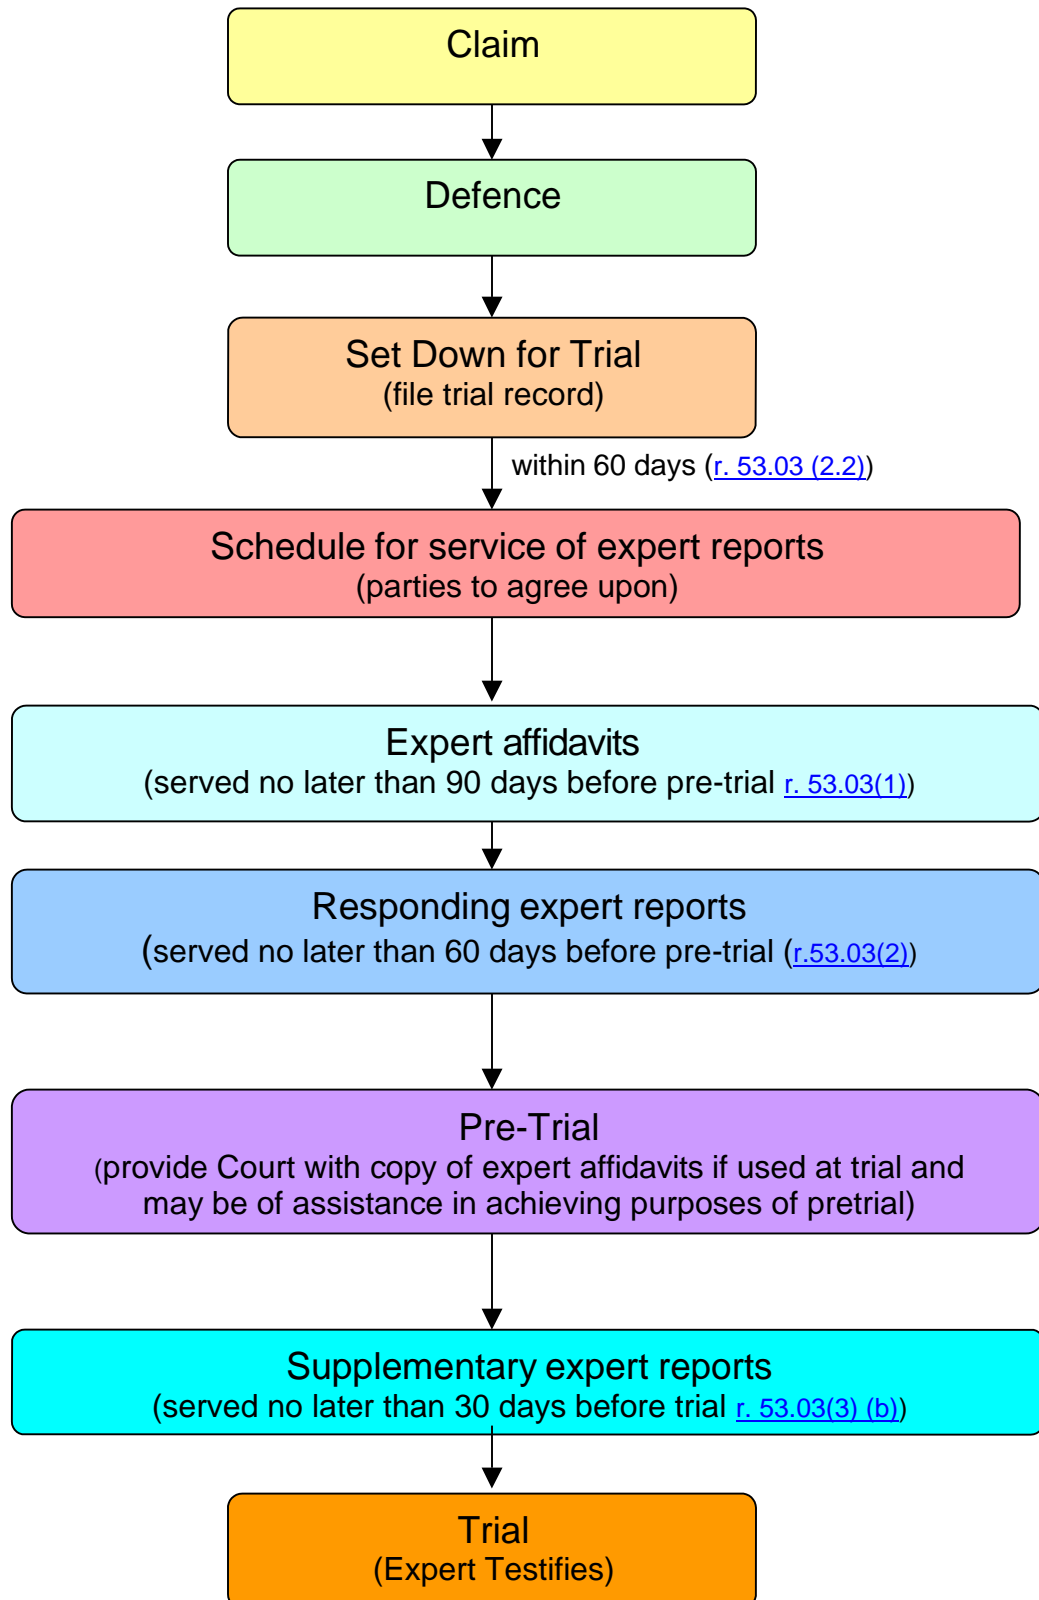 Claim
Defence
Set Down for Trial
(file trial record)
within 60 days (r. 53.03 (2.2))
Schedule for service of expert reports
(parties to agree upon)
Expert affidavits
(served no later than 90 days before pre-trial r. 53.03(1))
Responding expert reports
(served no later than 60 days before pre-trial (r.53.03(2))
Pre-Trial
(provide Court with copy of expert affidavits if used at trial and
may be of assistance in achieving purposes of pretrial)
Supplementary expert reports
(served no later than 30 days before trial r. 53.03(3) (b))
Trial
(Expert Testifies)